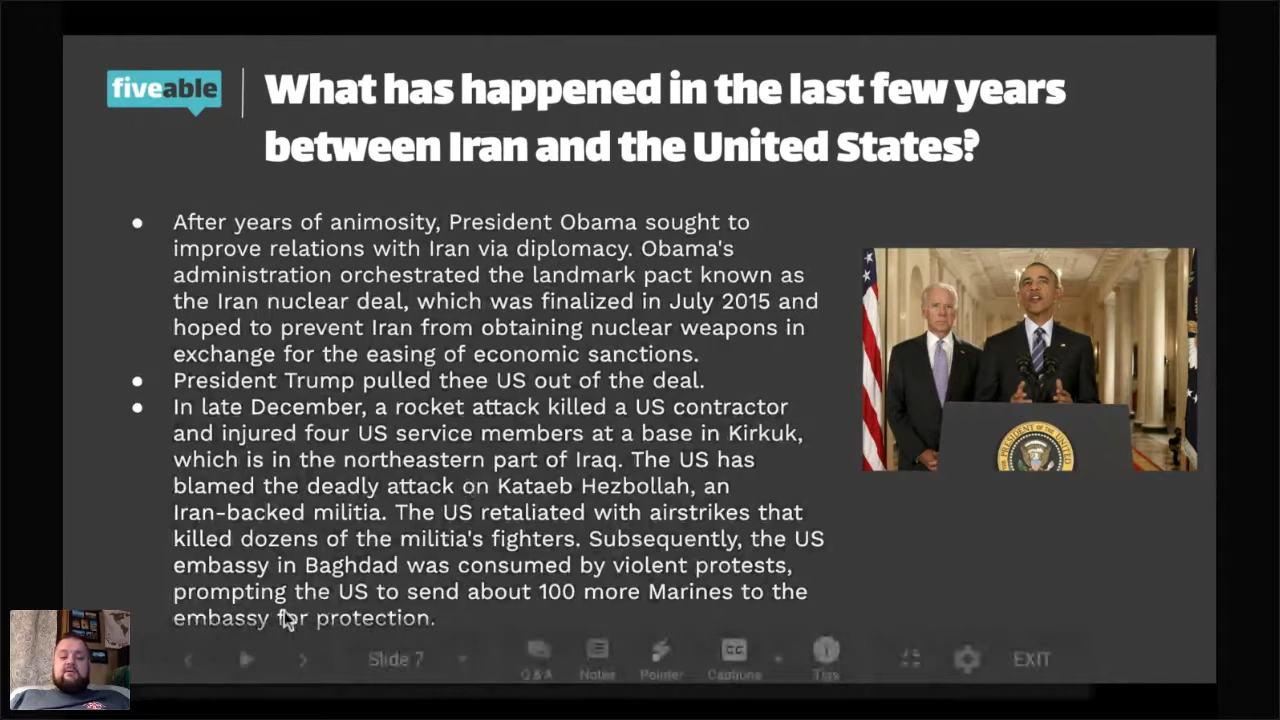 fiveable
What has happened in the last few years
between Iran and the United States?
● After years of animosity, President Obama sought to
improve relations with Iran via diplomacy. Obama's
administration orchestrated the landmark pact known as
the Iran nuclear deal, which was finalized in July 2015 and
hoped to prevent Iran from obtaining nuclear weapons in
exchange for the easing of economic sanctions.
● President Trump pulled thee US out of the deal.
● In late December, a rocket attack killed a US contractor
and injured four US service members at a base in Kirkuk,
which is in the northeastern part of Iraq. The US has
blamed the deadly attack on Kataeb Hezbollah, an
Iran-backed militia. The US retaliated with airstrikes that
killed dozens of the militia's fighters. Subsequently, the US
embassy in Baghdad was consumed by violent protests,
prompting the US to send about 100 more Marines to the
embassy for protection.
PRESIDENT OF THE UNITED
Slide 7
Q&A Notes Pointer CC Captions Tips EXIT